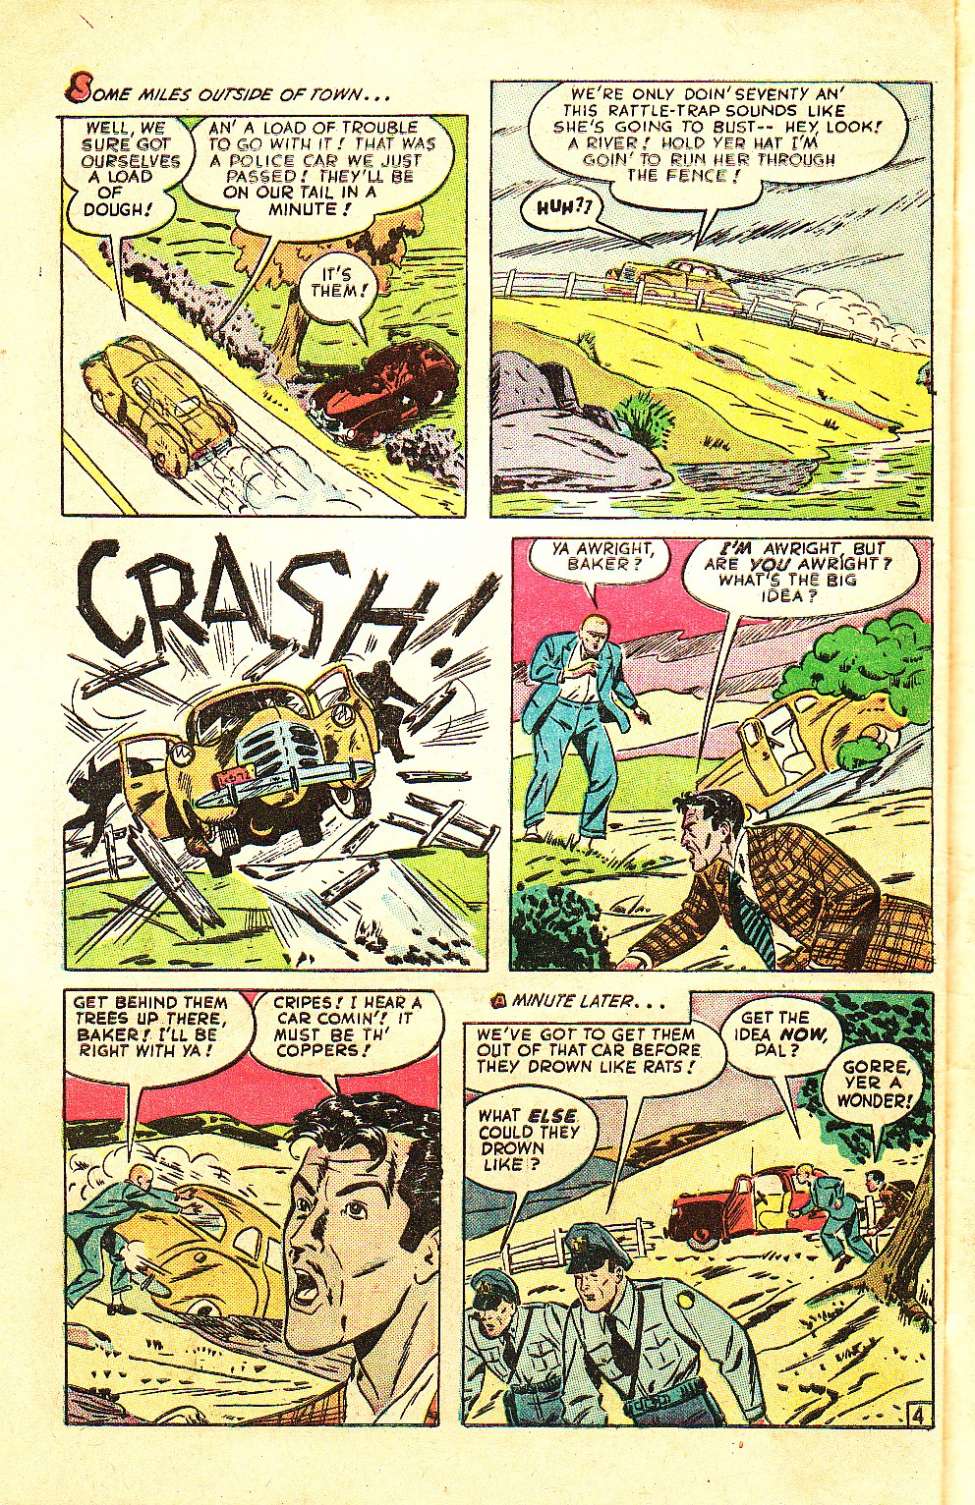 SOME MILES OUTSIDE OF TOWN...
WELL, WE
SURE GOT
OURSELVES
A LOAD
OF
DOUGH!
AN' A LOAD OF TROUBLE
TO GO WITH IT! THAT WAS
A POLICE CAR WE JUST
PASSED! THEY'LL BE
ON OUR TAIL IN A
MINUTE!
IT'S
THEM!
WE'RE ONLY DOIN' SEVENTY AN'
THIS RATTLE-TRAP SOUNDS LIKE
SHE'S GOING TO BUST-- HEY, LOOK!
A RIVER! HOLD YER HAT I'M
GOIN' TO RUN HER THROUGH
THE FENCE!
HUH??
CRASH!
YA AWRIGHT,
BAKER?
I'M AWRIGHT, BUT
ARE YOU AWRIGHT?
WHAT'S THE BIG
IDEA?
GET BEHIND THEM
TREES UP THERE,
BAKER! I'LL BE
RIGHT WITH YA!
CRIPES! I HEAR A
CAR COMIN'! IT
MUST BE TH'
COPPERS!
A MINUTE LATER...
WE'VE GOT TO GET THEM
OUT OF THAT CAR BEFORE
THEY DROWN LIKE RATS!
WHAT ELSE
COULD THEY
DROWN
LIKE?
GET THE
IDEA NOW,
PAL?
GORRE,
YER A
WONDER!
4